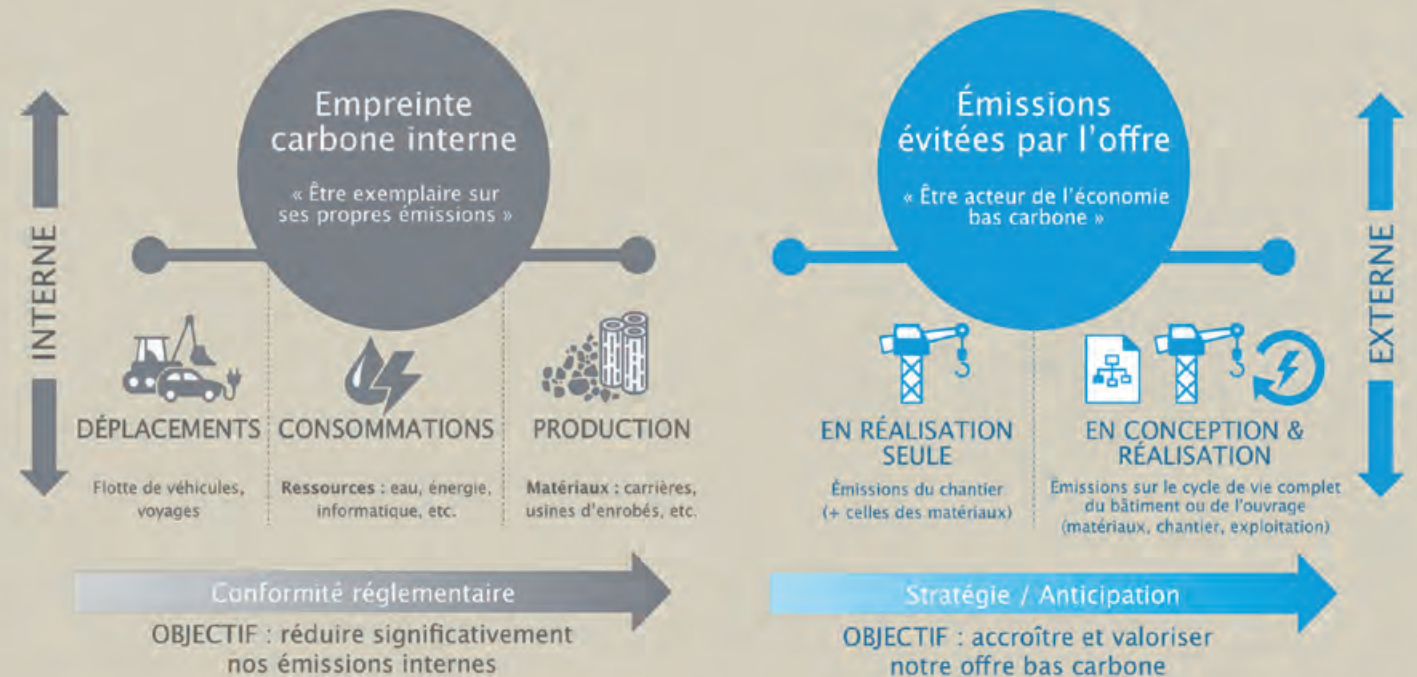 INTERNE
Empreinte
carbone interne
« Être exemplaire sur
ses propres émissions »
DÉPLACEMENTS
Flotte de véhicules,
voyages
CONSOMMATIONS
Ressources : eau, énergie,
informatique, etc.
PRODUCTION
Matériaux : carrières,
usines d'enrobés, etc.
Conformité réglementaire
OBJECTIF : réduire significativement
nos émissions internes
Émissions
évitées par l'offre
« Être acteur de l'économie
bas carbone »
EN RÉALISATION
SEULE
Émissions du chantier
(+ celles des matériaux)
EN CONCEPTION &
RÉALISATION
Émissions sur le cycle de vie complet
du bâtiment ou de l'ouvrage
(matériaux, chantier, exploitation)
Stratégie / Anticipation
OBJECTIF : accroître et valoriser
notre offre bas carbone
EXTERNE